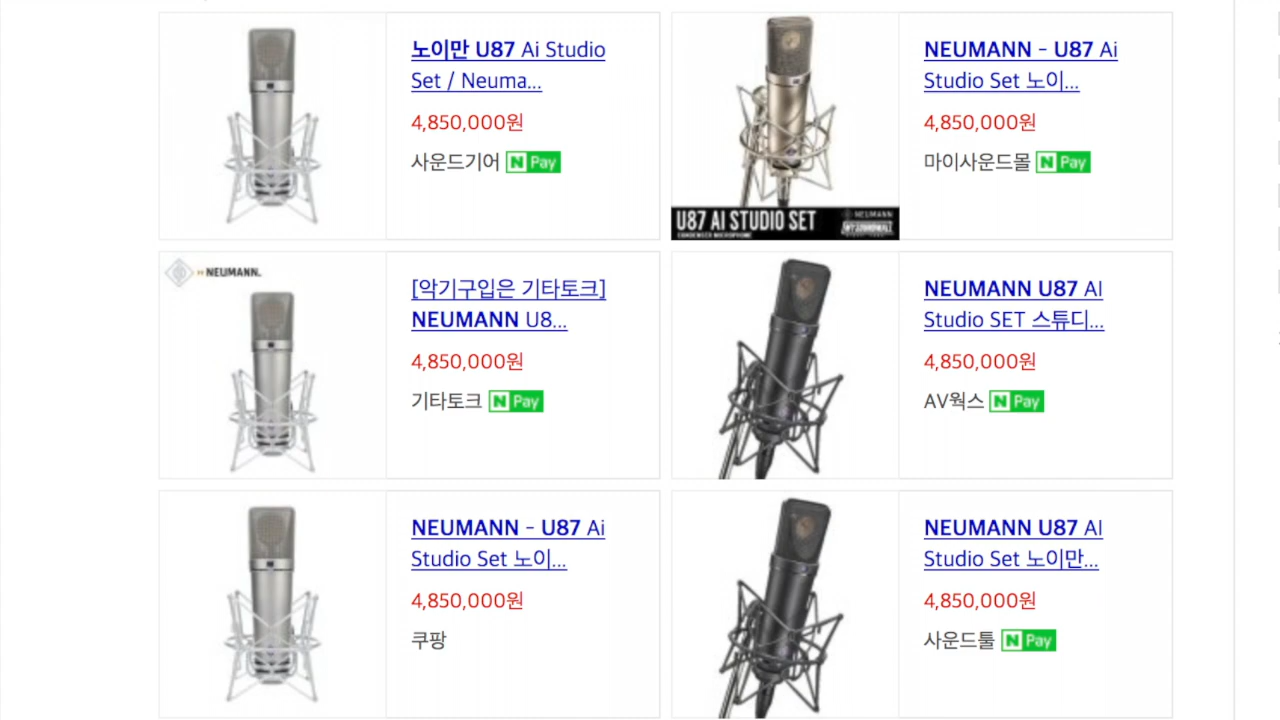 노이만 U87 Ai Studio
Set / Neuma...
4,850,000원
사운드기어 N Pay
NEUMANN - U87 Ai
Studio Set 노이...
4,850,000원
마이사운드몰 N Pay
U87 AI STUDIO SET
NEUMANN
CONDENSER MICROPHONE
NEUMANN.
[악기구입은 기타토크]
NEUMANN U8...
4,850,000원
기타토크 N Pay
NEUMANN U87 AI
Studio SET 스튜디...
4,850,000원
AV웍스 N Pay
NEUMANN - U87 Ai
Studio Set 노이...
4,850,000원
쿠팡
NEUMANN U87 AI
Studio Set 노이만...
4,850,000원
사운드툴 N Pay